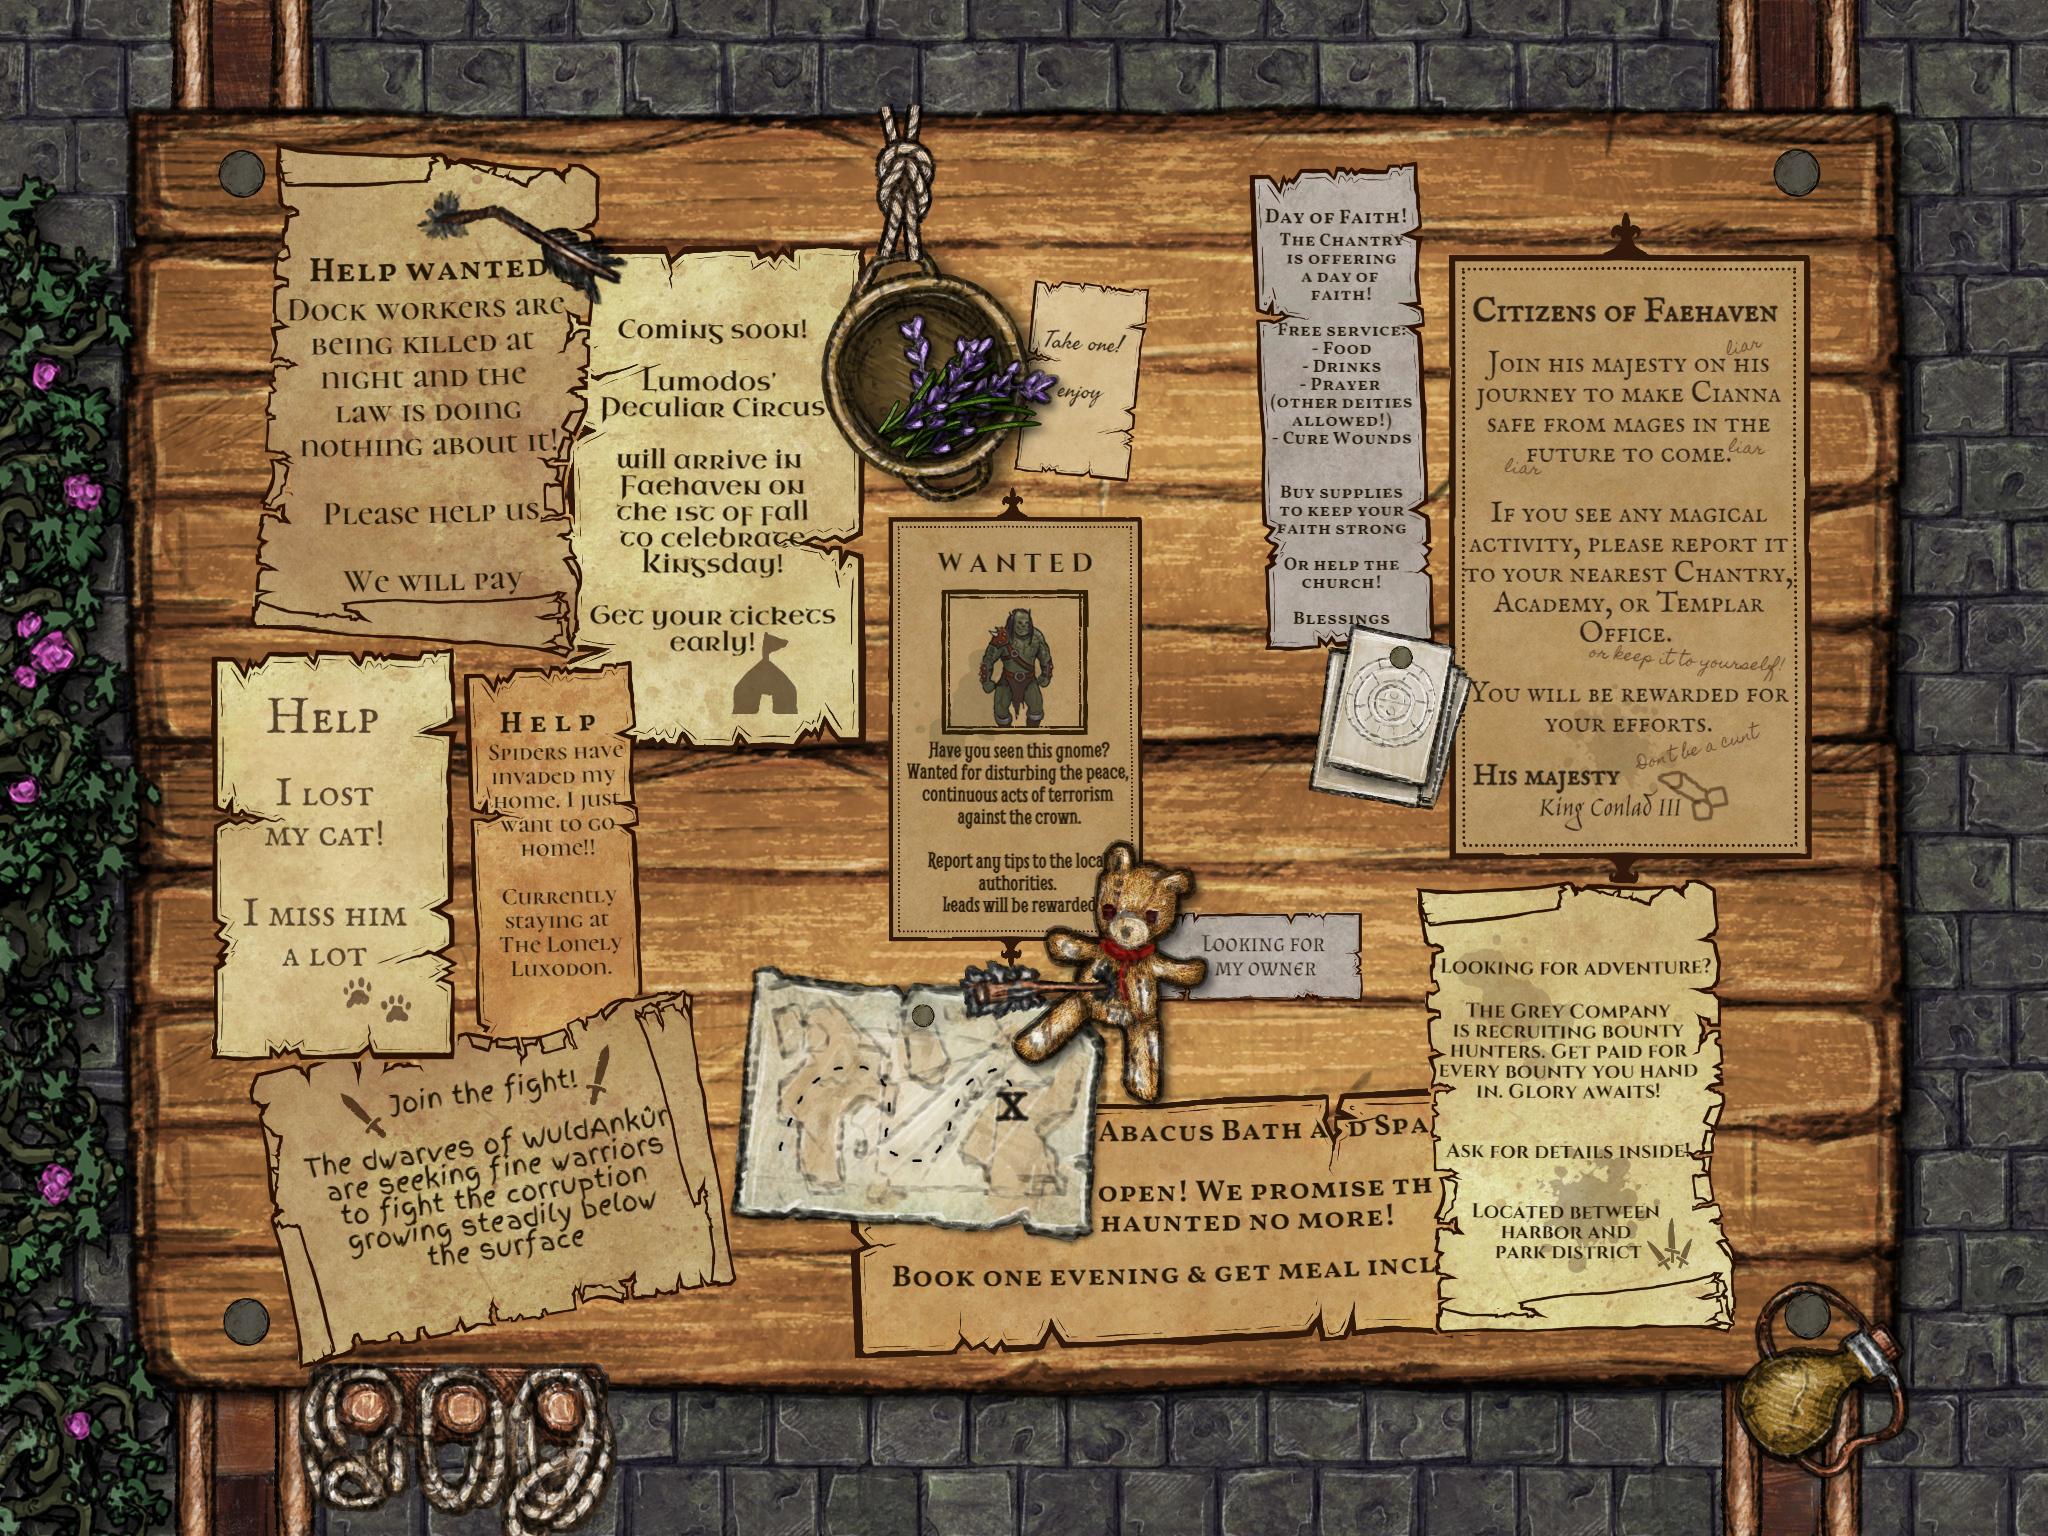 Help wanted
Dock workers are
being killed at
night and the
law is doing
nothing about it!
Please help us
We will pay
Coming soon!
Lumodos'
Peculiar Circus
will arrive in
Faehaven on
the 1st of fall
to celebrate
Kingsday!
Get your tickets
early!
Take one!
enjoy
Day of Faith!
The Chantry
is offering
a day of
faith!
Free service:
- Food
- Drinks
- Prayer
(other deities
allowed!)
- Cure Wounds
Buy supplies
to keep your
faith strong
Or help the
church!
Blessings
Citizens of Faehaven
liar
Join his majesty on his
journey to make Cianna
safe from mages in the
future to come.
liar
liar
If you see any magical
activity, please report it
to your nearest Chantry,
Academy, or Templar
Office.
or keep it to yourself!
You will be rewarded for
your efforts.
Dont be a cunt
His majesty
King Conlad III
WANTED
Have you seen this gnome?
Wanted for disturbing the peace,
continuous acts of terrorism
against the crown.
Report any tips to the loca
authorities.
Leads will be rewarded
Help
I lost
my cat!
I miss him
a lot
Help
Spiders have
invaded my
home. I just
want to go
home!!
Currently
staying at
The Lonely
Luxodon.
Looking for
my owner
Join the fight!
The dwarves of WuldAnkûr
are seeking fine warriors
to fight the corruption
growing steadily below
the surface
X
Abacus Bath and Spa
open! We promise th
haunted no more!
Book one evening & get meal incl
Looking for adventure?
The Grey Company
is recruiting bounty
hunters. Get paid for
every bounty you hand
in. Glory awaits!
Ask for details inside!
Located between
Harbor and
Park District